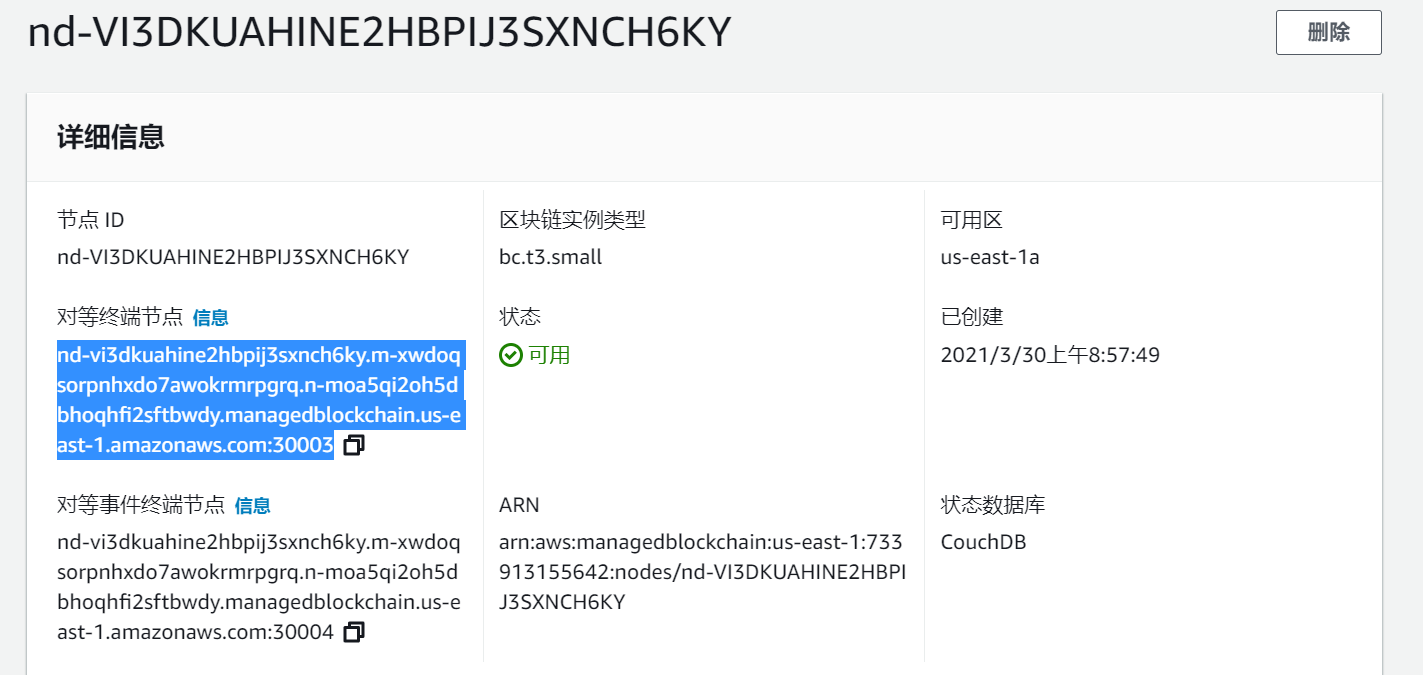 nd-VI3DKUAHINE2HBPIJ3SXNCH6KY
删除
详细信息
节点 ID
nd-VI3DKUAHINE2HBPIJ3SXNCH6KY
区块链实例类型
bc.t3.small
可用区
us-east-1a
对等终端节点 信息
nd-vi3dkuahine2hbpij3sxnch6ky.m-xwdoq
sorpnhxdo7awokrmrpgrq.n-moa5qi2oh5d
bhoqhfi2sftbwdy.managedblockchain.us-e
ast-1.amazonaws.com:30003
状态
可用
已创建
2021/3/30上午8:57:49
对等事件终端节点 信息
nd-vi3dkuahine2hbpij3sxnch6ky.m-xwdoq
sorpnhxdo7awokrmrpgrq.n-moa5qi2oh5d
bhoqhfi2sftbwdy.managedblockchain.us-e
ast-1.amazonaws.com:30004
ARN
arn:aws:managedblockchain:us-east-1:733
913155642:nodes/nd-VI3DKUAHINE2HBPI
J3SXNCH6KY
状态数据库
CouchDB